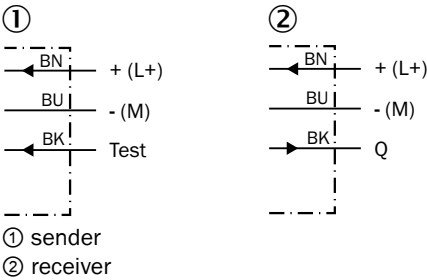 ① ②
BN + (L+) BN + (L+)
BU - (M) BU - (M)
BK Test BK Q
① sender
② receiver